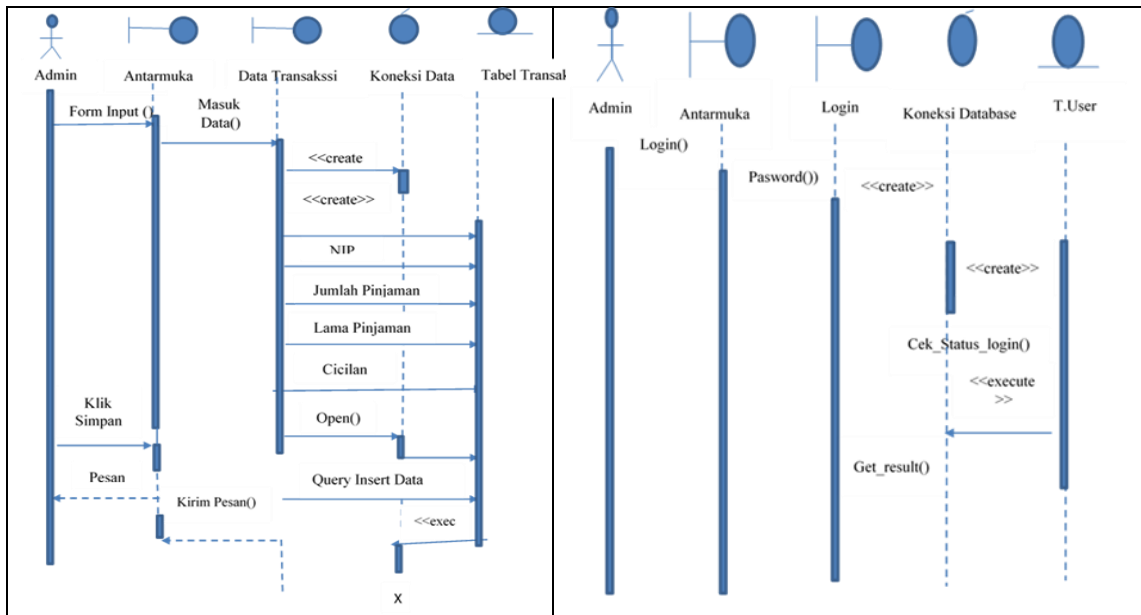 Admin
Antarmuka
Data Transakssi
Koneksi Data
Tabel Transak
Form Input ()
Masuk
Data()
<<create
<<create>>
NIP
Jumlah Pinjaman
Lama Pinjaman
Cicilan
Klik
Simpan
Open()
Pesan
Query Insert Data
Kirim Pesan()
<<exec
X
Admin
Antarmuka
Login
Koneksi Database
T.User
Login()
Pasword())
<<create>>
<<create>>
Cek_Status_login()
<<execute
>>
Get_result()